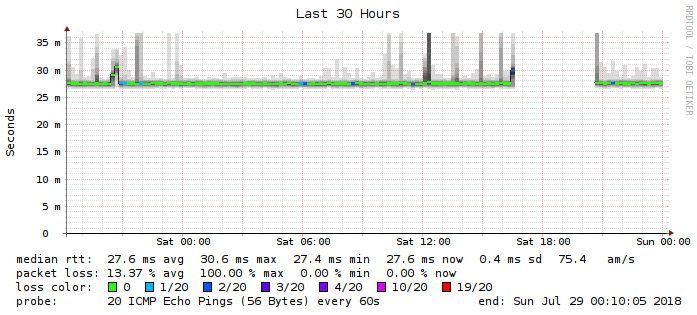 Last 30 Hours
RRDTOOL / TOBI OETIKER
Seconds
35 m
30 m
25 m
20 m
15 m
10 m
5 m
0
Sat 00:00 Sat 06:00 Sat 12:00 Sat 18:00 Sun 00:00
median rtt: 27.6 ms avg 30.6 ms max 27.4 ms min 27.6 ms now 0.4 ms sd 75.4 am/s
packet loss: 13.37 % avg 100.00 % max 0.00 % min 0.00 % now
loss color: 0 1/20 2/20 3/20 4/20 10/20 19/20
probe: 20 ICMP Echo Pings (56 Bytes) every 60s end: Sun Jul 29 00:10:05 2018